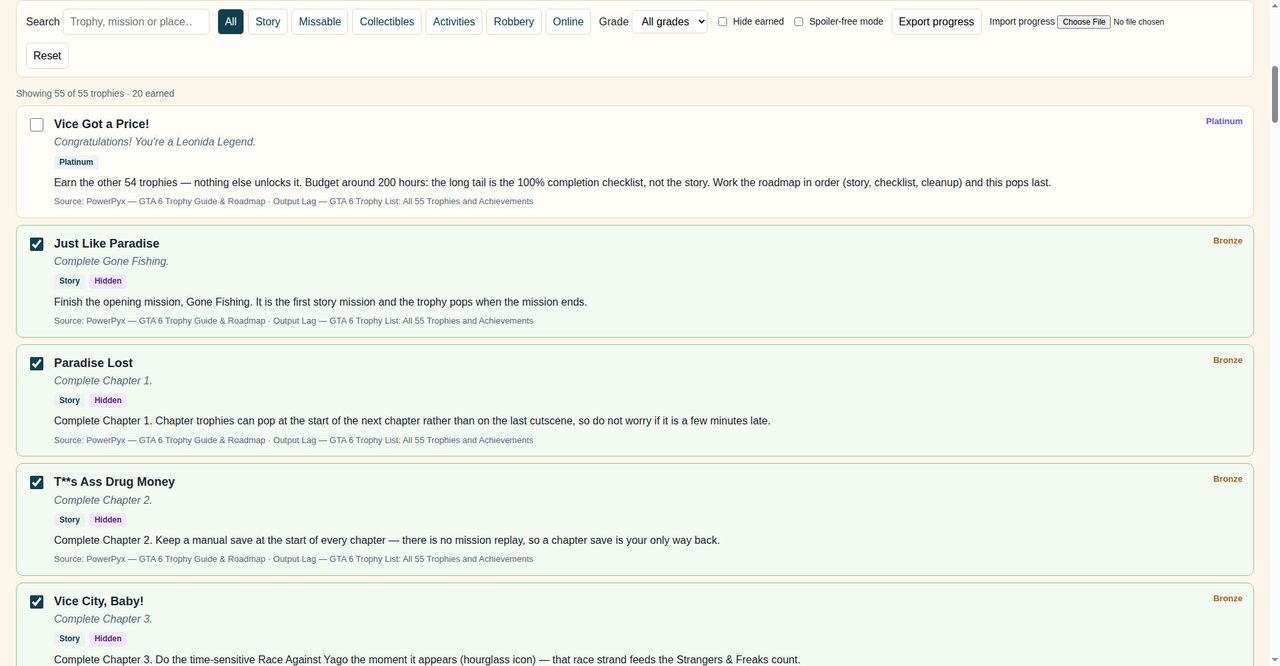 Search Trophy, mission or place.. All Story Missable Collectibles Activities Robbery Online Grade All grades Hide earned Spoiler-free mode Export progress Import progress Choose File No file chosen
Reset
Showing 55 of 55 trophies · 20 earned
Vice Got a Price! Platinum
Congratulations! You're a Leonida Legend.
Platinum
Earn the other 54 trophies — nothing else unlocks it. Budget around 200 hours: the long tail is the 100% completion checklist, not the story. Work the roadmap in order (story, checklist, cleanup) and this pops last.
Source: PowerPyx — GTA 6 Trophy Guide & Roadmap · Output Lag — GTA 6 Trophy List: All 55 Trophies and Achievements
Just Like Paradise Bronze
Complete Gone Fishing.
Story Hidden
Finish the opening mission, Gone Fishing. It is the first story mission and the trophy pops when the mission ends.
Source: PowerPyx — GTA 6 Trophy Guide & Roadmap · Output Lag — GTA 6 Trophy List: All 55 Trophies and Achievements
Paradise Lost Bronze
Complete Chapter 1.
Story Hidden
Complete Chapter 1. Chapter trophies can pop at the start of the next chapter rather than on the last cutscene, so do not worry if it is a few minutes late.
Source: PowerPyx — GTA 6 Trophy Guide & Roadmap · Output Lag — GTA 6 Trophy List: All 55 Trophies and Achievements
T**s Ass Drug Money Bronze
Complete Chapter 2.
Story Hidden
Complete Chapter 2. Keep a manual save at the start of every chapter — there is no mission replay, so a chapter save is your only way back.
Source: PowerPyx — GTA 6 Trophy Guide & Roadmap · Output Lag — GTA 6 Trophy List: All 55 Trophies and Achievements
Vice City, Baby! Bronze
Complete Chapter 3.
Story Hidden
Complete Chapter 3. Do the time-sensitive Race Against Yago the moment it appears (hourglass icon) — that race strand feeds the Strangers & Freaks count.